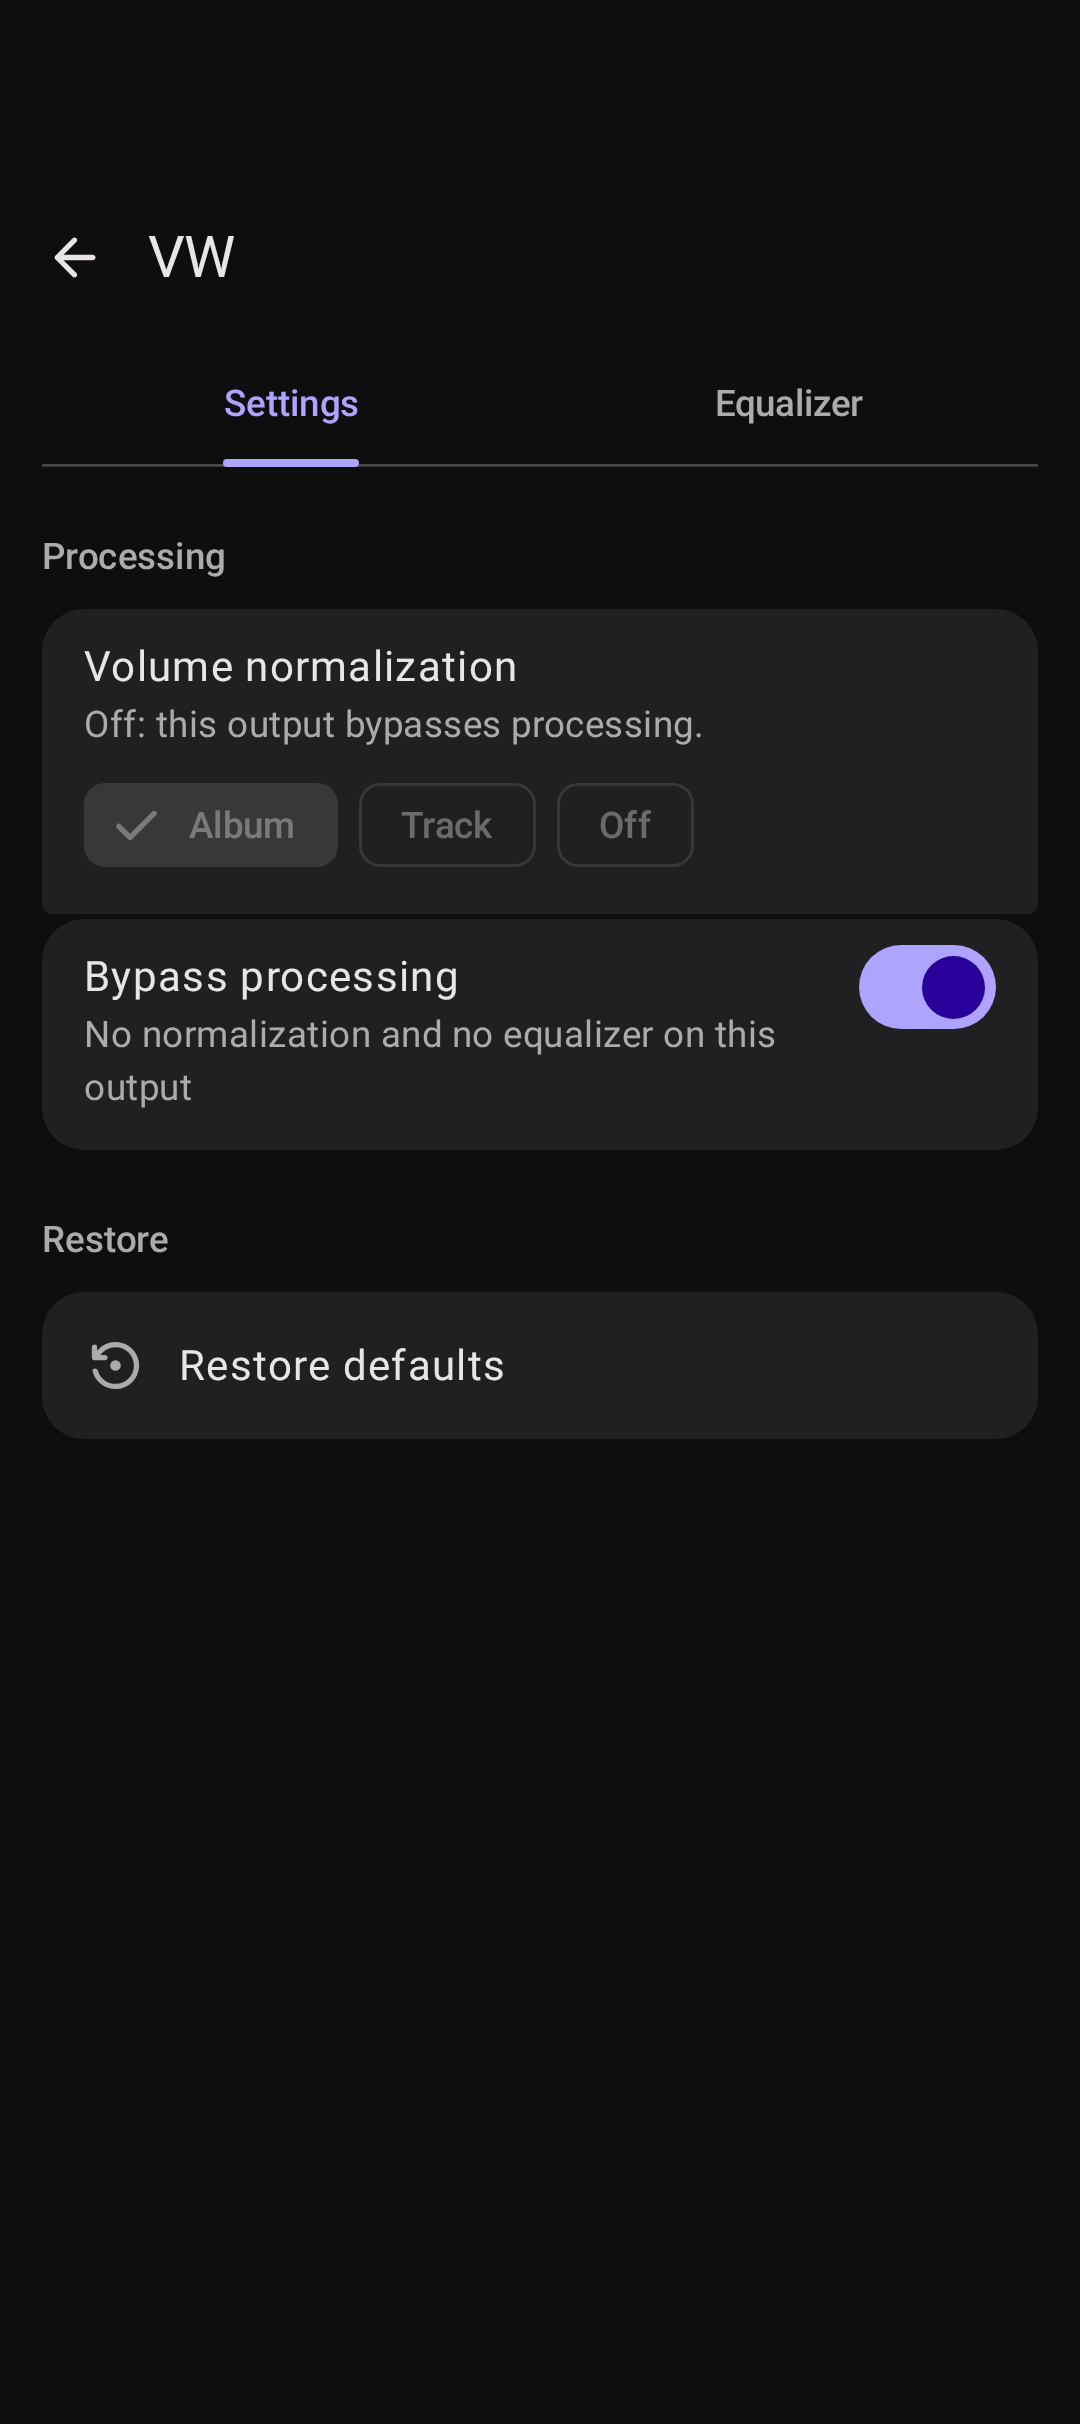 VW
Settings
Equalizer
Processing
Volume normalization
Off: this output bypasses processing.
Album
Track
Off
Bypass processing
No normalization and no equalizer on this
output
Restore
Restore defaults